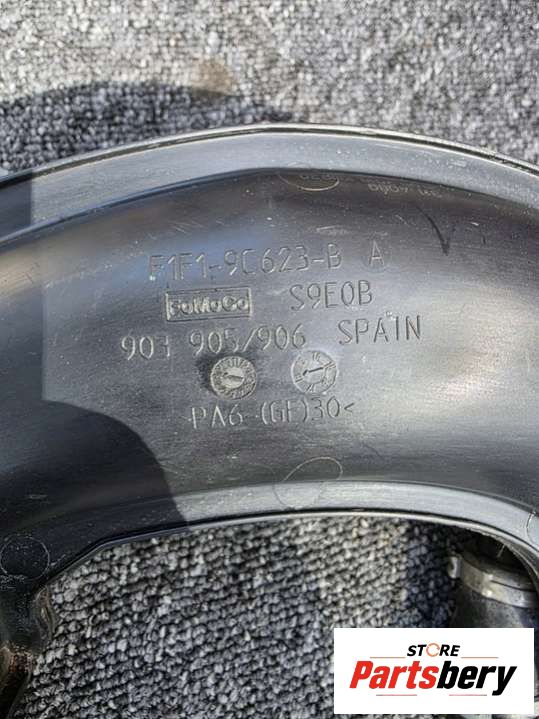 F1F1-9C623-B A
FoMoCo S9E0B
903 905/906 SPAIN
PA6-(GF)30<
STORE
Partsbery